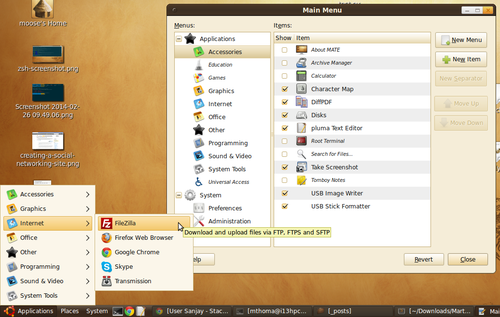 moose's Home
zsh-screenshot.png
Screenshot 2014-02-
26 09:49:06.png
creating-a-social-
networking-site.png
Main Menu
Menus:
Applications
Accessories
Education
Games
Graphics
Internet
Office
Other
Programming
Sound & Video
System Tools
Universal Access
System
Preferences
Administration
Items:
Show Item
About MATE
Archive Manager
Calculator
Character Map
DiffPDF
Disks
pluma Text Editor
Root Terminal
Search for Files...
Take Screenshot
Tomboy Notes
USB Image Writer
USB Stick Formatter
New Menu
New Item
New Separator
Move Up
Move Down
Revert
Close
Accessories
Graphics
Internet
Office
Other
Programming
Sound & Video
System Tools
FileZilla
Firefox Web Browser
Google Chrome
Skype
Transmission
Download and upload files via FTP, FTPS and SFTP
Applications Places System
[User Sanjay - Stac...
[mthoma@i13hpc...
[_posts]
[~/Downloads/Mart...